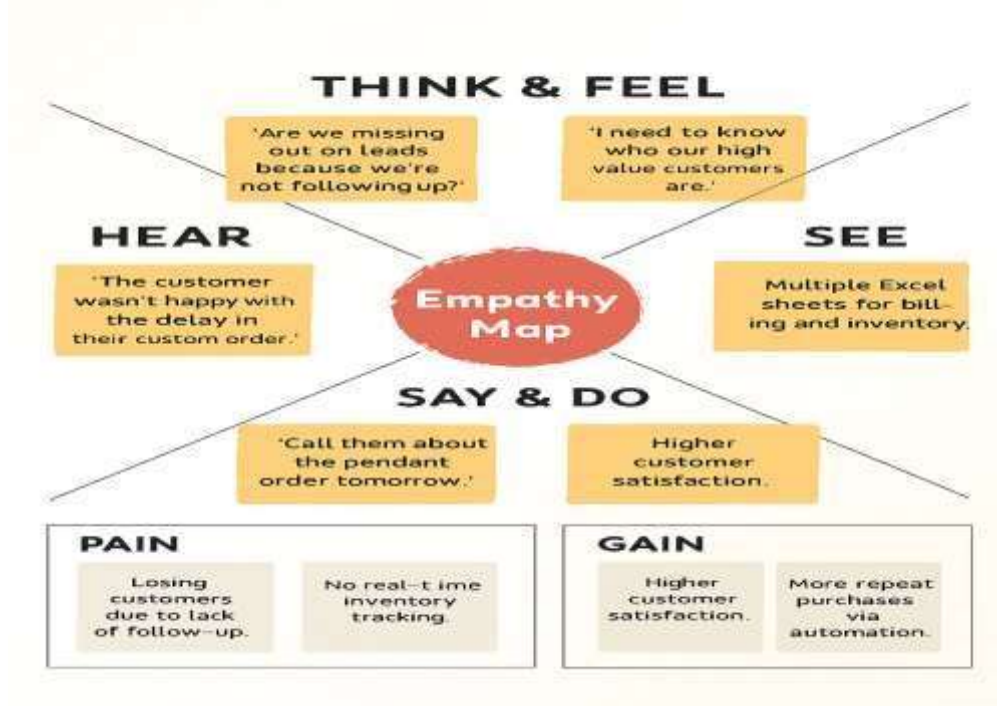 THINK & FEEL
'Are we missing
out on leads
because we're
not following up?'
'I need to know
who our high
value customers
are.'
HEAR
'The customer
wasn't happy with
the delay in
their custom order.'
SEE
Multiple Excel
sheets for bill-
ing and inventory.
Empathy
Map
SAY & DO
'Call them about
the pendant
order tomorrow.'
Higher
customer
satisfaction.
PAIN
Losing
customers
due to lack
of follow-up.
No real-t ime
inventory
tracking.
GAIN
Higher
customer
satisfaction.
More repeat
purchases
via
automation.